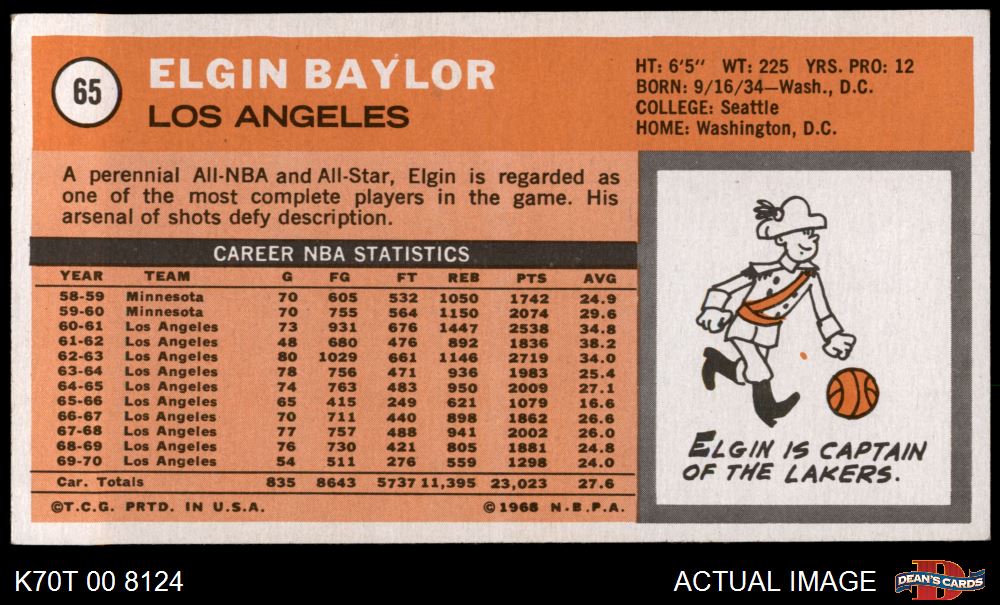 65
ELGIN BAYLOR
LOS ANGELES
HT: 6'5" WT: 225 YRS. PRO: 12
BORN: 9/16/34—Wash., D.C.
COLLEGE: Seattle
HOME: Washington, D.C.
A perennial All-NBA and All-Star, Elgin is regarded as
one of the most complete players in the game. His
arsenal of shots defy description.
CAREER NBA STATISTICS
YEAR TEAM G FG FT REB PTS AVG
58-59 Minnesota 70 605 532 1050 1742 24.9
59-60 Minnesota 70 755 564 1150 2074 29.6
60-61 Los Angeles 73 931 676 1447 2538 34.8
61-62 Los Angeles 48 680 476 892 1836 38.2
62-63 Los Angeles 80 1029 661 1146 2719 34.0
63-64 Los Angeles 78 756 471 936 1983 25.4
64-65 Los Angeles 74 763 483 950 2009 27.1
65-66 Los Angeles 65 415 249 621 1079 16.6
66-67 Los Angeles 70 711 440 898 1862 26.6
67-68 Los Angeles 77 757 488 941 2002 26.0
68-69 Los Angeles 76 730 421 805 1881 24.8
69-70 Los Angeles 54 511 276 559 1298 24.0
Car. Totals 835 8643 5737 11,395 23,023 27.6
©T.C.G. PRTD. IN U.S.A. ©1968 N.B.P.A.
ELGIN IS CAPTAIN
OF THE LAKERS.
K70T 00 8124
ACTUAL IMAGE
DEAN'S CARDS